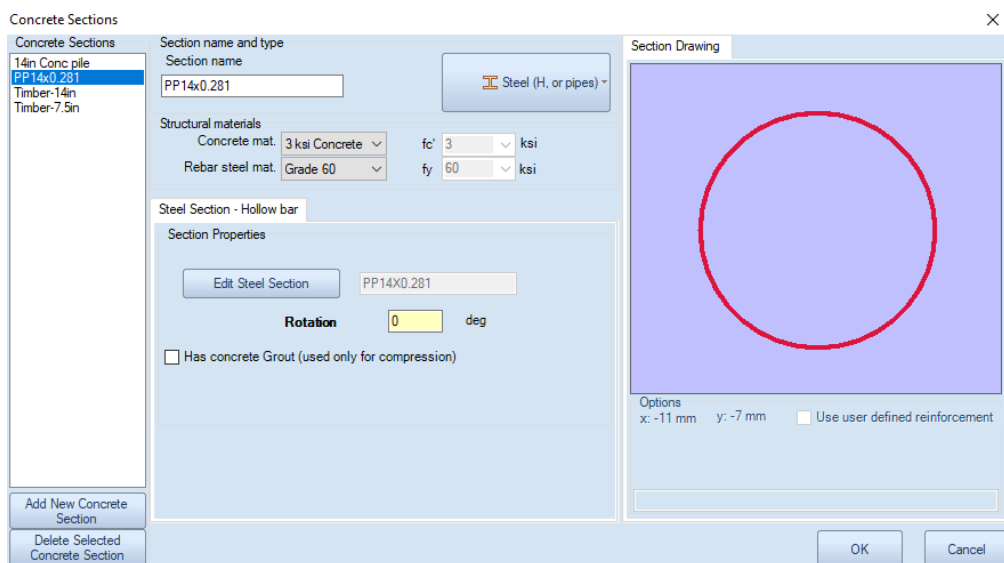 Concrete Sections
Concrete Sections
14in Conc pile
PP14x0.281
Timber-14in
Timber-7.5in
Add New Concrete
Section
Delete Selected
Concrete Section
Section name and type
Section name
PP14x0.281
Steel (H, or pipes)
Structural materials
Concrete mat. 3 ksi Concrete fc' 3 ksi
Rebar steel mat. Grade 60 fy 60 ksi
Steel Section - Hollow bar
Section Properties
Edit Steel Section PP14X0.281
Rotation 0 deg
Has concrete Grout (used only for compression)
Section Drawing
Options
x: -11 mm y: -7 mm Use user defined reinforcement
OK Cancel